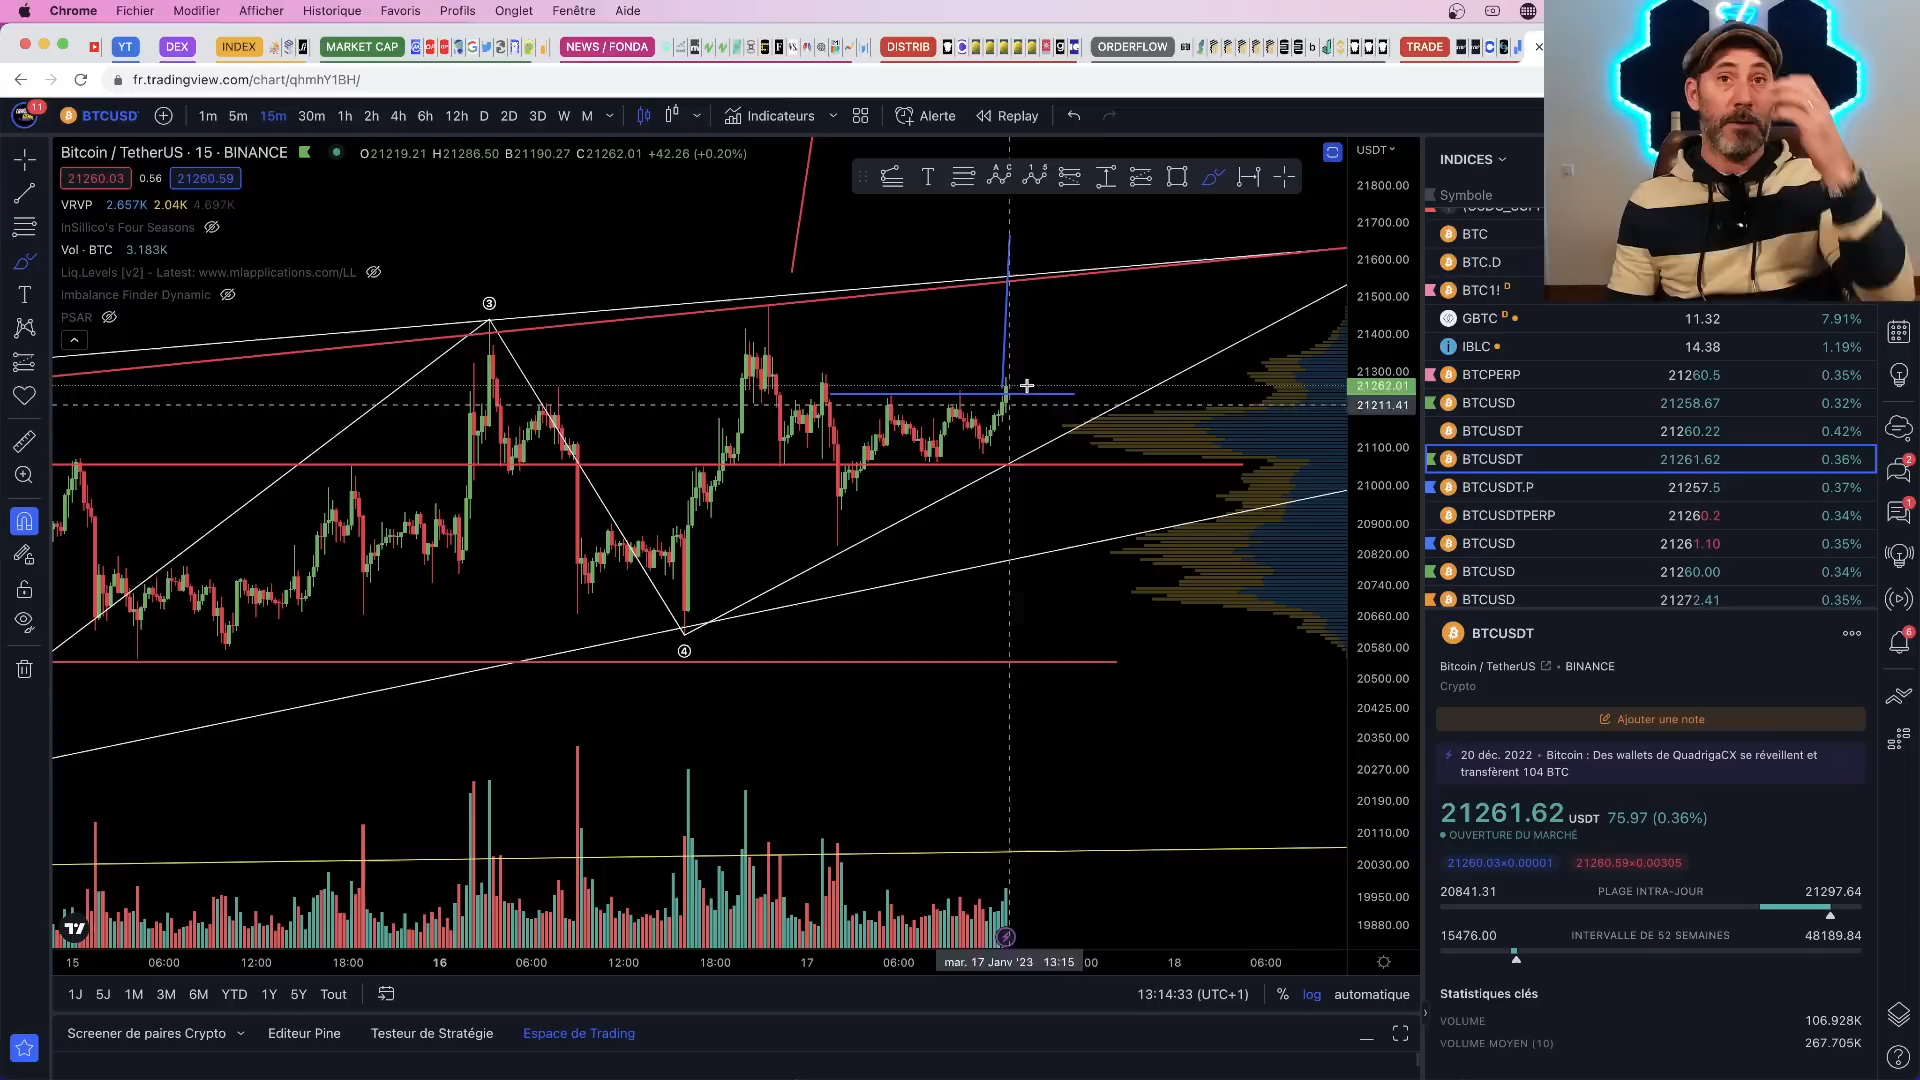 Chrome Fichier Modifier Afficher Historique Favoris Profils Onglet Fenêtre Aide
YT DEX INDEX MARKET CAP NEWS / FONDA DISTRIB ORDERFLOW TRADE
fr.tradingview.com/chart/qhmhY1BH/
11
BTCUSD 1m 5m 15m 30m 1h 2h 4h 6h 12h D 2D 3D W M Indicateurs Alerte Replay
Bitcoin / TetherUS · 15 · BINANCE O21219.21 H21286.50 B21190.27 C21262.01 +42.26 (+0.20%)
21260.03 0.56 21260.59
VRVP 2.657K 2.04K 4.697K
InSillico's Four Seasons
Vol · BTC 3.183K
Liq.Levels [v2] - Latest: www.mlapplications.com/LL
Imbalance Finder Dynamic
PSAR
3
4
USDT
21800.00
21700.00
21600.00
21500.00
21400.00
21300.00
21262.01
21211.41
21100.00
21000.00
20900.00
20820.00
20740.00
20660.00
20580.00
20500.00
20425.00
20350.00
20270.00
20190.00
20110.00
20030.00
19950.00
19880.00
15 06:00 12:00 18:00 16 06:00 12:00 18:00 17 06:00 mar. 17 Janv '23 13:15 :00 18 06:00
1J 5J 1M 3M 6M YTD 1Y 5Y Tout 13:14:33 (UTC+1) % log automatique
Screener de paires Crypto Editeur Pine Testeur de Stratégie Espace de Trading
INDICES
Symbole
BTC
BTC.D
BTC1! D
GBTC D 11.32 7.91%
IBLC 14.38 1.19%
BTCPERP 21260.5 0.35%
BTCUSD 21258.67 0.32%
BTCUSDT 21260.22 0.42%
BTCUSDT 21261.62 0.36%
BTCUSDT.P 21257.5 0.37%
BTCUSDTPERP 21260.2 0.34%
BTCUSD 21261.10 0.35%
BTCUSD 21260.00 0.34%
BTCUSD 21272.41 0.35%
BTCUSDT
Bitcoin / TetherUS • BINANCE
Crypto
Ajouter une note
20 déc. 2022 • Bitcoin : Des wallets de QuadrigaCX se réveillent et
transfèrent 104 BTC
21261.62 USDT 75.97 (0.36%)
OUVERTURE DU MARCHÉ
21260.03×0.00001 21260.59×0.00305
20841.31 PLAGE INTRA-JOUR 21297.64
15476.00 INTERVALLE DE 52 SEMAINES 48189.84
Statistiques clés
VOLUME 106.928K
VOLUME MOYEN (10) 267.705K
2
1
6